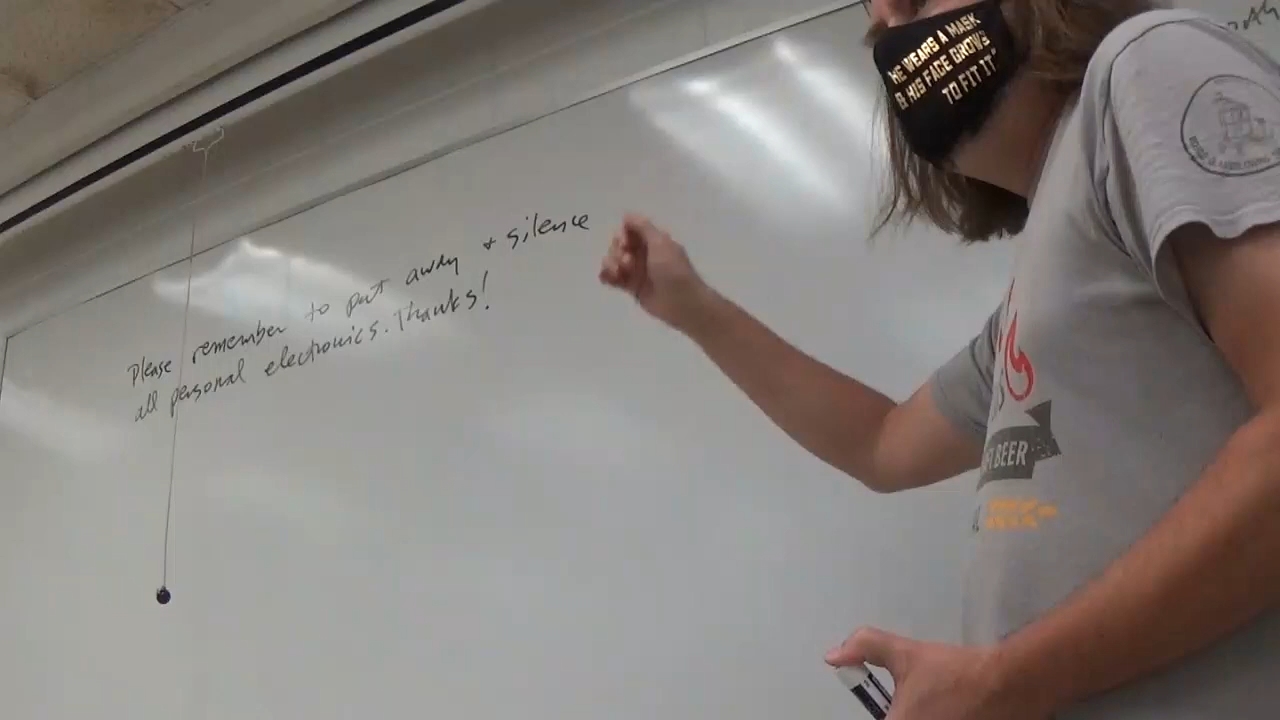 Please remember to put away + silence
all personal electronics. Thanks!
"HE WEARS A MASK
& HIS FACE GROWS
TO FIT IT"
BEER